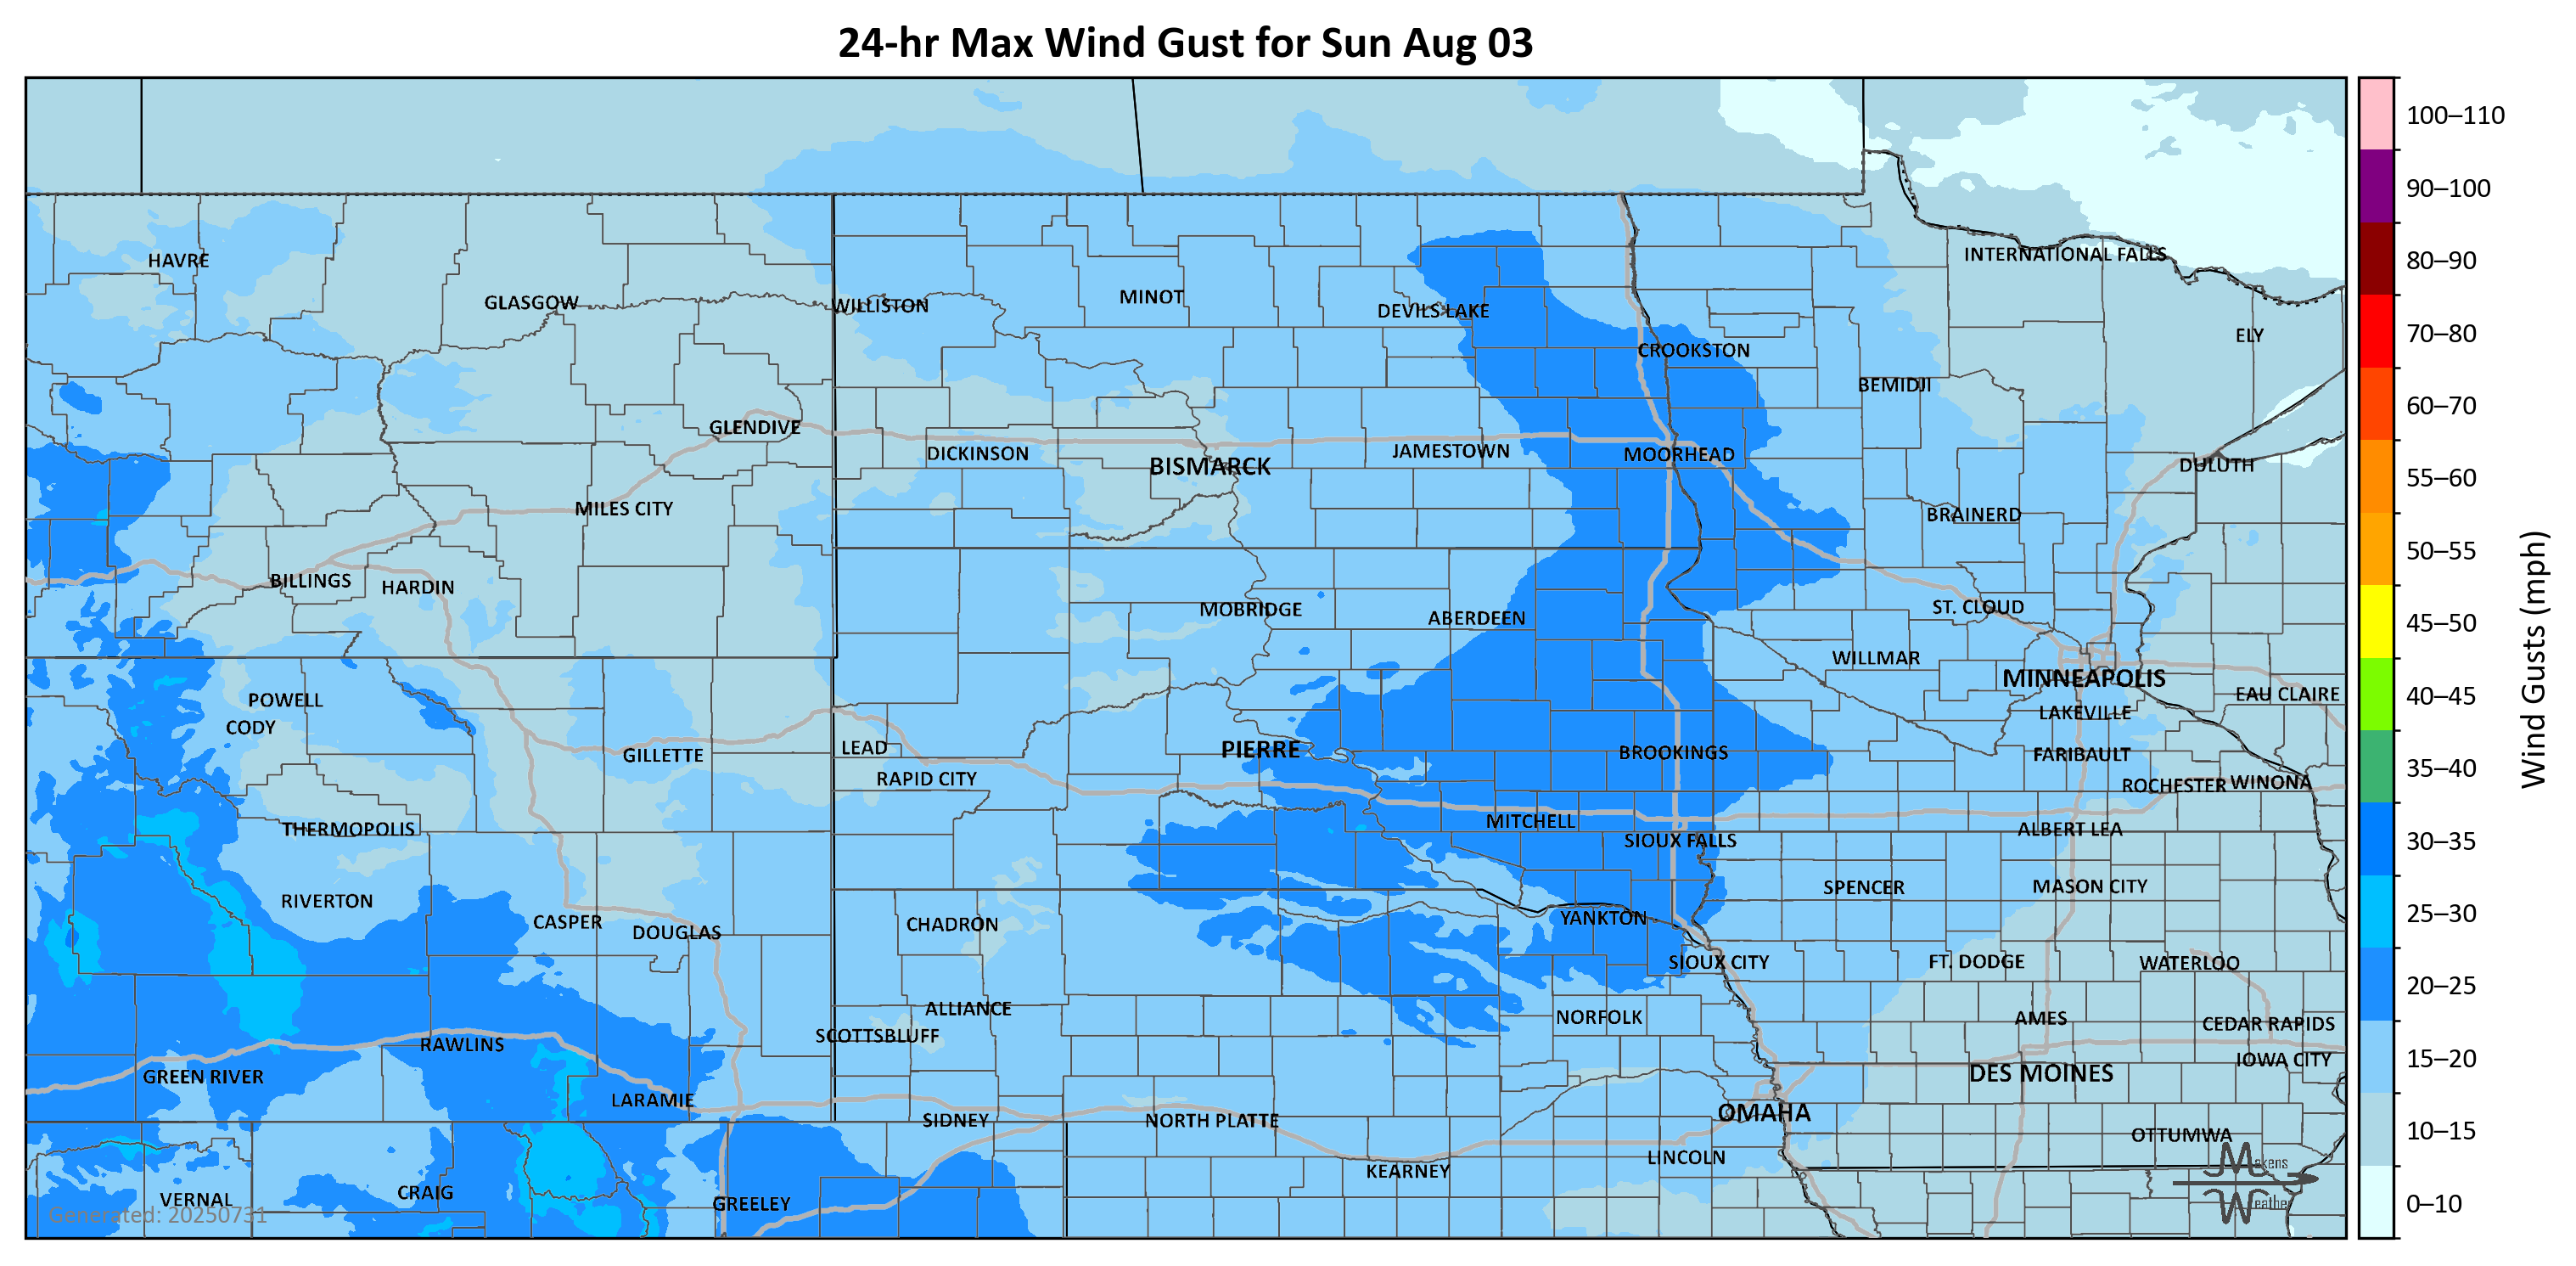 24-hr Max Wind Gust for Sun Aug 03
100–110
90–100
80–90
70–80
60–70
55–60
50–55
45–50
40–45
35–40
30–35
25–30
20–25
15–20
10–15
0–10
Wind Gusts (mph)
HAVRE
GLASGOW
WILLISTON
MINOT
DEVILS LAKE
INTERNATIONAL FALLS
CROOKSTON
ELY
BEMIDJI
GLENDIVE
DICKINSON
BISMARCK
JAMESTOWN
MOORHEAD
DULUTH
MILES CITY
BRAINERD
BILLINGS
HARDIN
MOBRIDGE
ABERDEEN
ST. CLOUD
WILLMAR
MINNEAPOLIS
POWELL
CODY
EAU CLAIRE
LAKEVILLE
GILLETTE
LEAD
PIERRE
BROOKINGS
FARIBAULT
RAPID CITY
ROCHESTER
WINONA
THERMOPOLIS
MITCHELL
ALBERT LEA
SIOUX FALLS
RIVERTON
SPENCER
MASON CITY
CASPER
DOUGLAS
CHADRON
YANKTON
SIOUX CITY
FT. DODGE
WATERLOO
ALLIANCE
NORFOLK
AMES
CEDAR RAPIDS
SCOTTSBLUFF
RAWLINS
IOWA CITY
GREEN RIVER
DES MOINES
LARAMIE
SIDNEY
NORTH PLATTE
OMAHA
OTTUMWA
LINCOLN
KEARNEY
VERNAL
CRAIG
GREELEY
Generated: 20250731
Makens
Weather